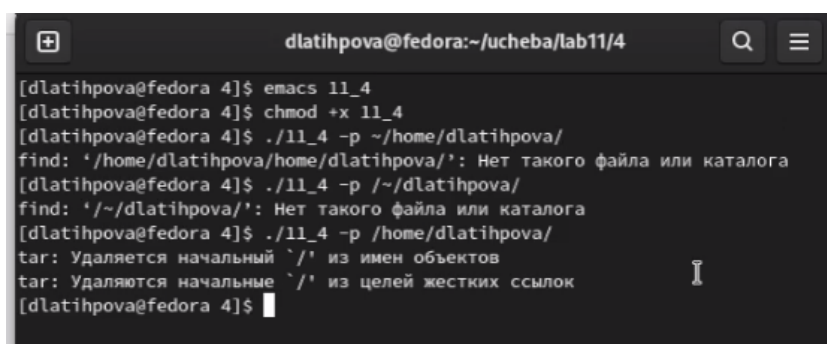 dlatihpova@fedora:~/ucheba/lab11/4
[dlatihpova@fedora 4]$ emacs 11_4
[dlatihpova@fedora 4]$ chmod +x 11_4
[dlatihpova@fedora 4]$ ./11_4 -p ~/home/dlatihpova/
find: ‘/home/dlatihpova/home/dlatihpova/’: Нет такого файла или каталога
[dlatihpova@fedora 4]$ ./11_4 -p /~/dlatihpova/
find: ‘/~/dlatihpova/’: Нет такого файла или каталога
[dlatihpova@fedora 4]$ ./11_4 -p /home/dlatihpova/
tar: Удаляется начальный `/' из имен объектов
tar: Удаляются начальные `/' из целей жестких ссылок
[dlatihpova@fedora 4]$